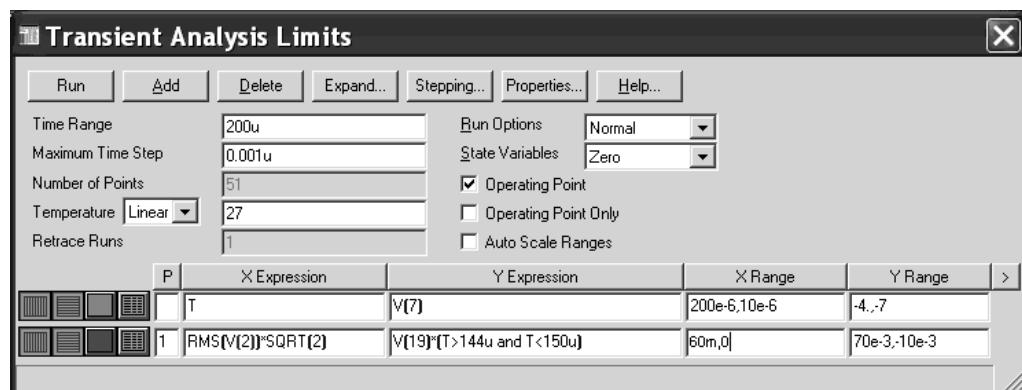 Transient Analysis Limits
Run Add Delete Expand... Stepping... Properties... Help...
Time Range 200u Run Options Normal
Maximum Time Step 0.001u State Variables Zero
Number of Points 51 Operating Point
Temperature Linear 27 Operating Point Only
Retrace Runs 1 Auto Scale Ranges
P X Expression Y Expression X Range Y Range >
T V(7) 200e-6,10e-6 -4.,-7
1 RMS(V(2))*SQRT(2) V(19)*(T>144u and T<150u) 60m,0 70e-3,-10e-3